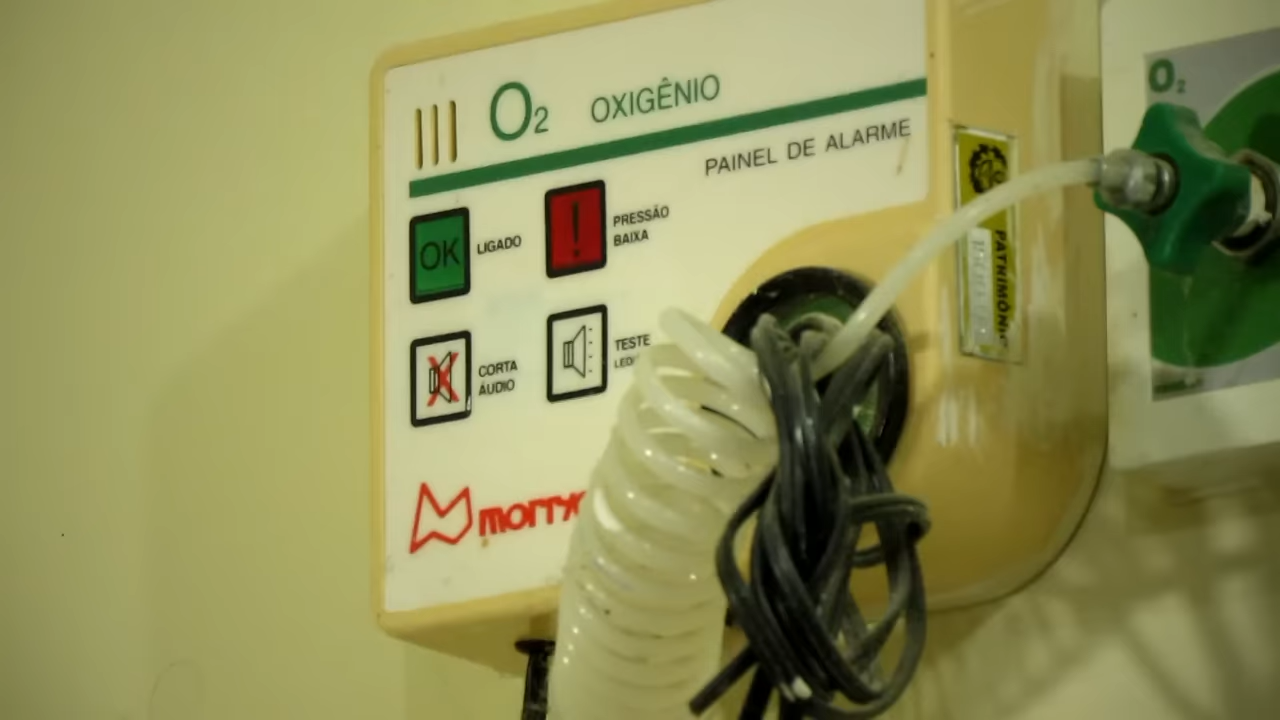 O2 OXIGÊNIO
PAINEL DE ALARME
OK LIGADO
! PRESSÃO
BAIXA
CORTA
ÁUDIO
TESTE
O2